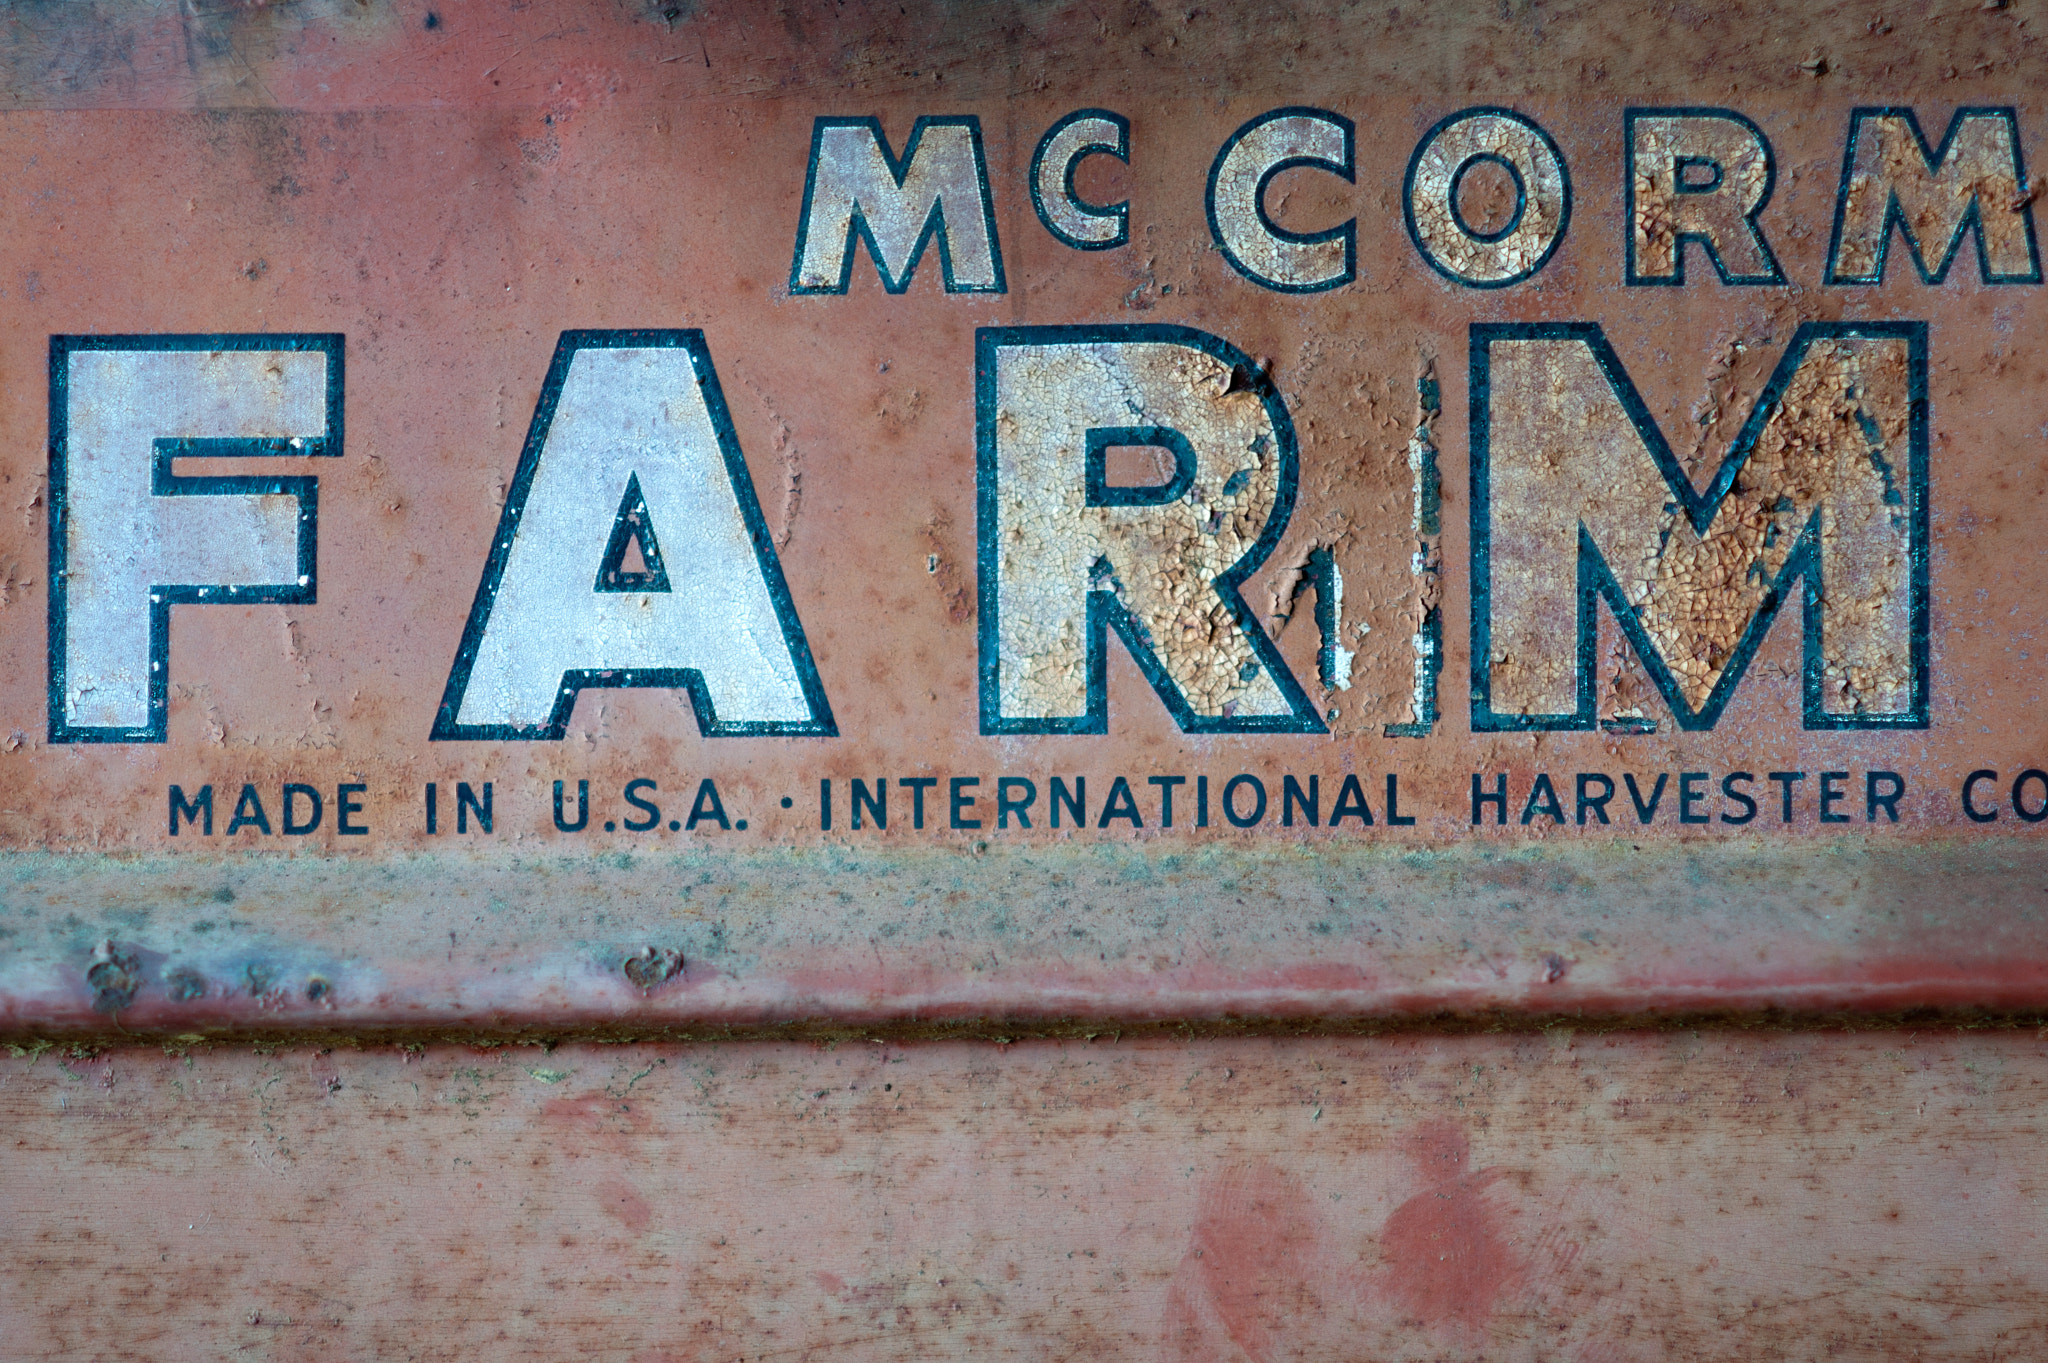 McCORM
FARM
MADE IN U.S.A. · INTERNATIONAL HARVESTER CO